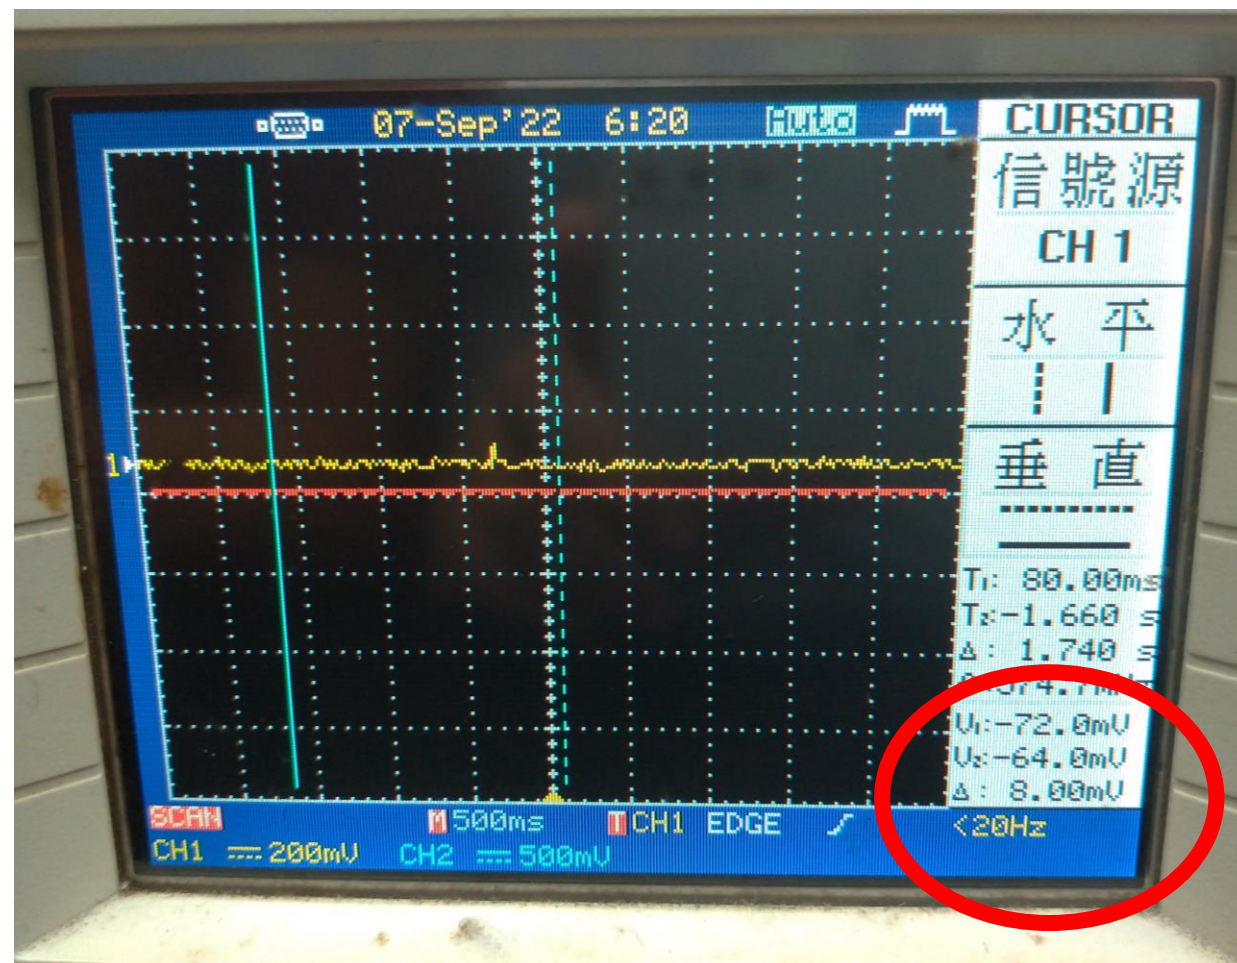 07-Sep'22 6:20 Auto
CURSOR
信號源
CH 1
水 平
垂 直
T1: 80.00ms
T2:-1.660 s
Δ: 1.740 s
V1:-72.0mV
V2:-64.0mV
Δ: 8.00mV
1
SCAN M 500ms T CH1 EDGE <20Hz
CH1 200mV CH2 500mV